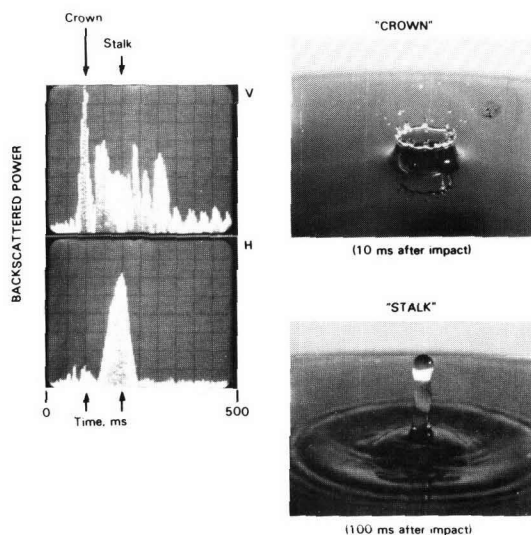 Crown
Stalk
V
BACKSCATTERED POWER
H
0
500
Time, ms
"CROWN"
(10 ms after impact)
"STALK"
(100 ms after impact)